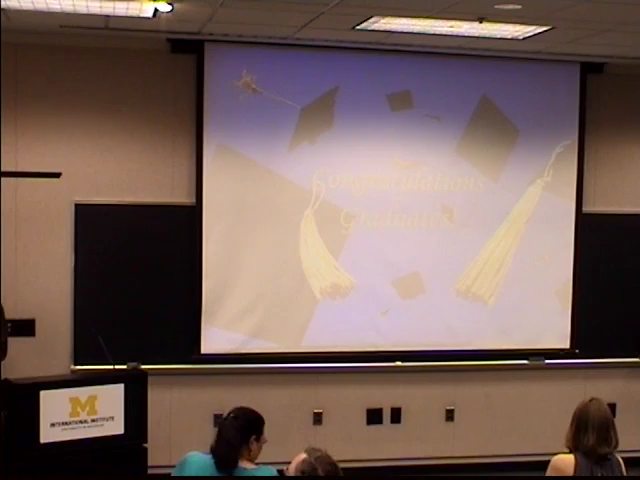 Congratulations
Graduates
M
INTERNATIONAL INSTITUTE